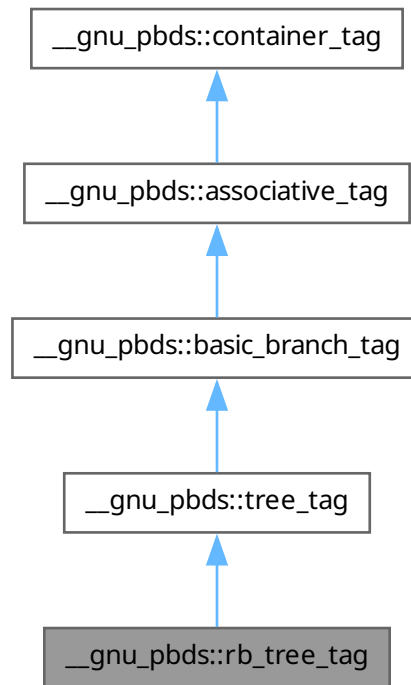 __gnu_pbds::container_tag
__gnu_pbds::associative_tag
__gnu_pbds::basic_branch_tag
__gnu_pbds::tree_tag
__gnu_pbds::rb_tree_tag